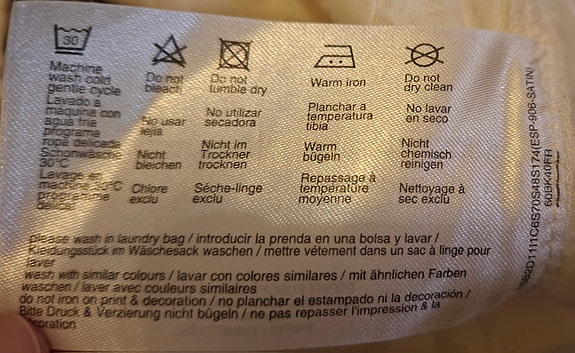 30
Machine
wash cold
gentle cycle
Lavado a
máquina con
agua fría
programa
ropa delicada
Schonwäsche
30°C
Lavage en
machine 30°C
programme
délicat
Do not
bleach
No usar
lejia
Nicht
bleichen
Chlore
exclu
Do not
tumble dry
No utilizar
secadora
Nicht im
Trockner
trocknen
Séche-linge
exclu
Warm iron
Planchar a
temperatura
tibia
Warm
bügeln
Repassage à
température
moyenne
Do not
dry clean
No lavar
en seco
Nicht
chemisch
reinigen
Nettoyage à
sec exclu
please wash in laundry bag / introducir la prenda en una bolsa y lavar /
Kleidungsstück im Wäschesack waschen / mettre vêtement dans un sac à linge pour
laver
wash with similar colours / lavar con colores similares / mit ähnlichen Farben
waschen / laver avec couleurs similaires
do not iron on print & decoration / no planchar el estampado ni la decoración /
Bitte Druck & Verzierung nicht bügeln / ne pas repasser l'impression & la